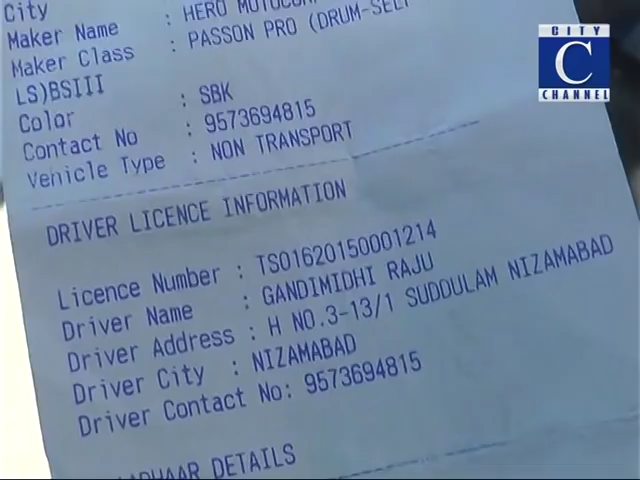 City
Maker Name : HERO
Maker Class : PASSON PRO (DRUM-SELF
LS)BSIII
Color : SBK
Contact No : 9573694815
Vehicle Type : NON TRANSPORT
DRIVER LICENCE INFORMATION
Licence Number : TS01620150001214
Driver Name : GANDIMIDHI RAJU
Driver Address : H NO.3-13/1 SUDDULAM NIZAMABAD
Driver City : NIZAMABAD
Driver Contact No: 9573694815
DETAILS
CITY
C
CHANNEL